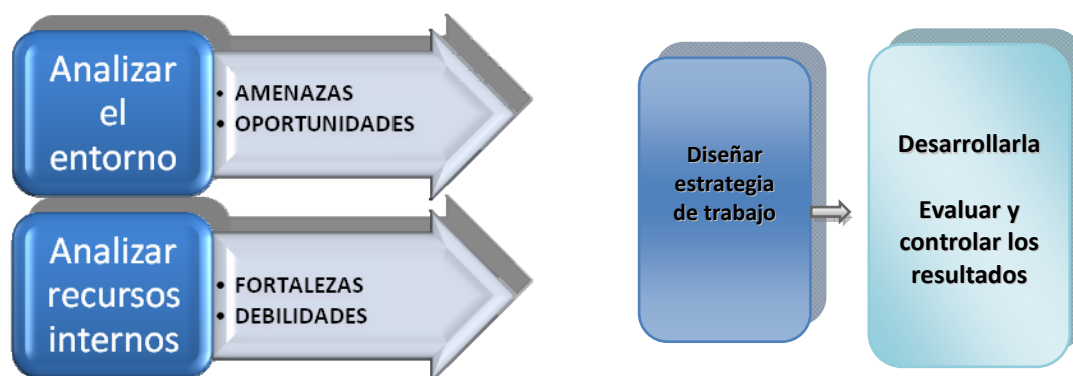 Analizar
el
entorno
• AMENAZAS
• OPORTUNIDADES
Analizar
recursos
internos
• FORTALEZAS
• DEBILIDADES
Diseñar
estrategia
de trabajo
Desarrollarla
Evaluar y
controlar los
resultados